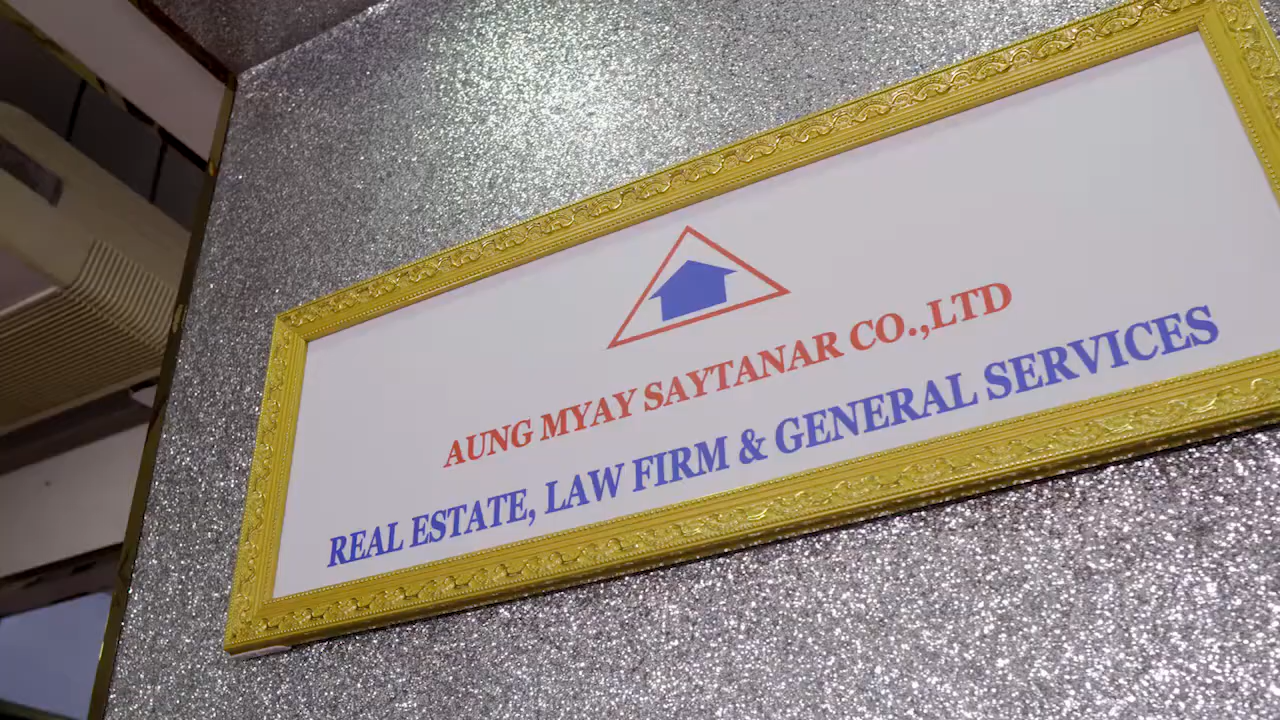 AUNG MYAY SAYTANAR CO.,LTD
REAL ESTATE, LAW FIRM & GENERAL SERVICES